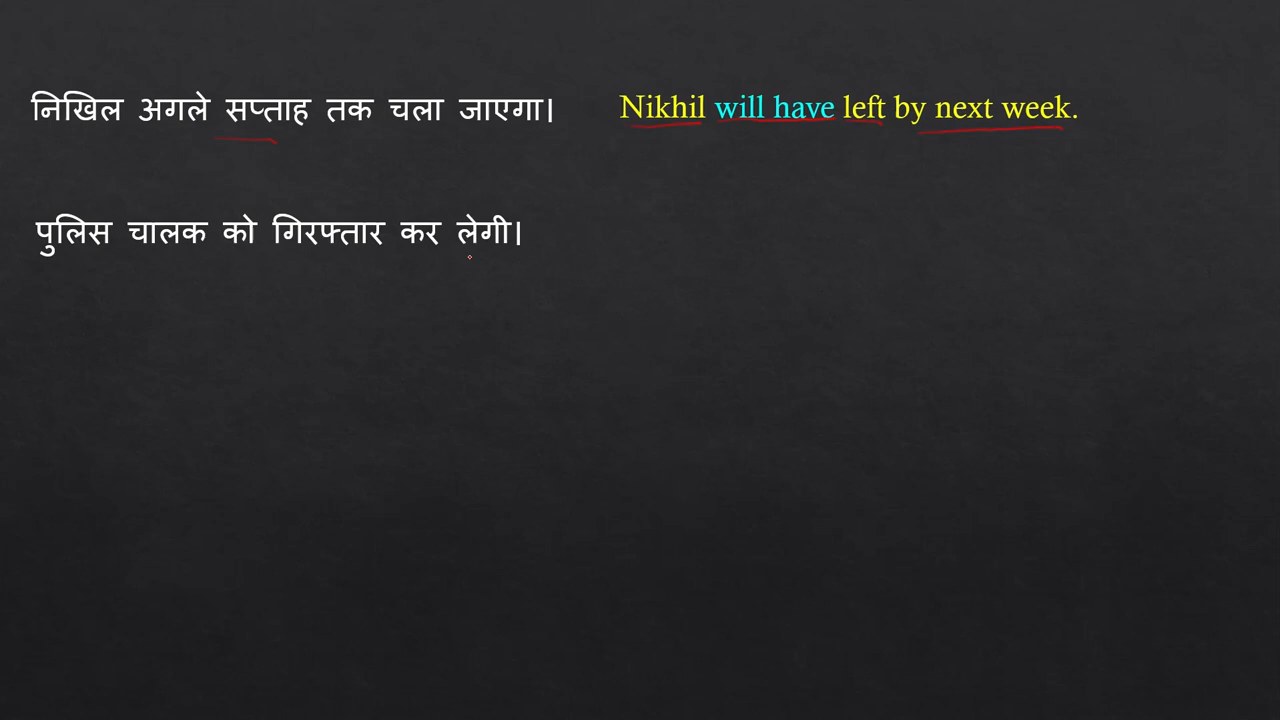 निखिल अगले सप्ताह तक चला जाएगा। Nikhil will have left by next week.
पुलिस चालक को गिरफ्तार कर लेगी।